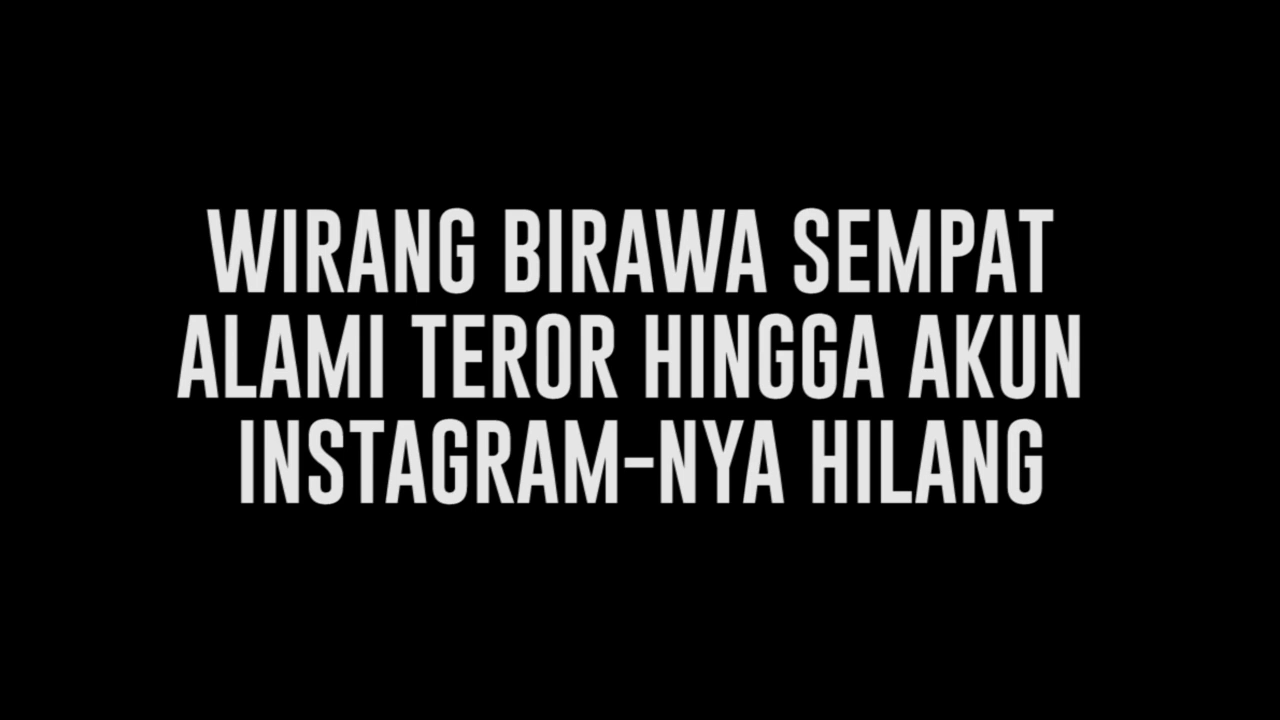 WIRANG BIRAWA SEMPAT
ALAMI TEROR HINGGA AKUN
INSTAGRAM-NYA HILANG